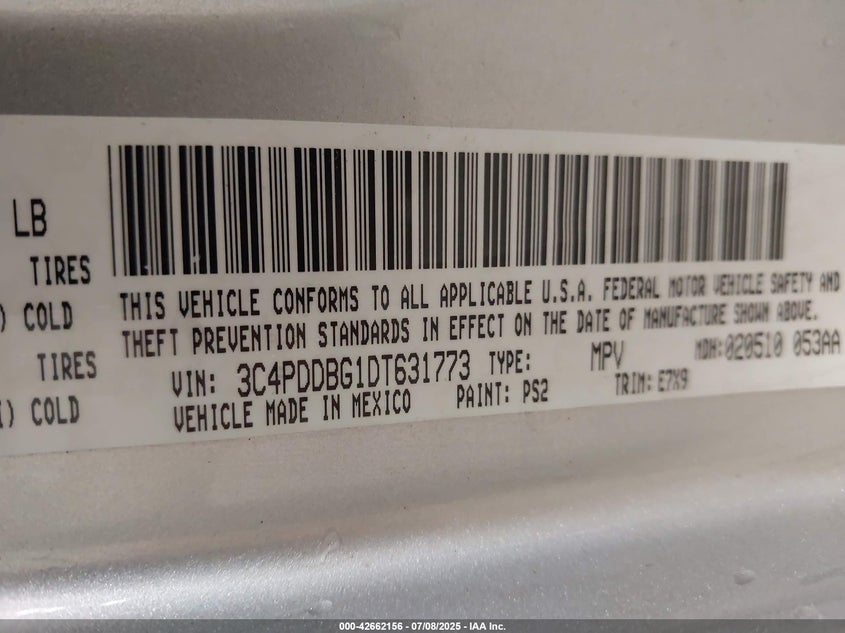 LB
TIRES
) COLD
TIRES
) COLD
THIS VEHICLE CONFORMS TO ALL APPLICABLE U.S.A. FEDERAL MOTOR VEHICLE SAFETY AND
THEFT PREVENTION STANDARDS IN EFFECT ON THE DATE OF MANUFACTURE SHOWN ABOVE.
VIN: 3C4PDDBG1DT631773 TYPE: MPV MDH:020510 053AA
VEHICLE MADE IN MEXICO PAINT: PS2 TRIM: E7X9
000-42662156 - 07/08/2025 - IAA Inc.